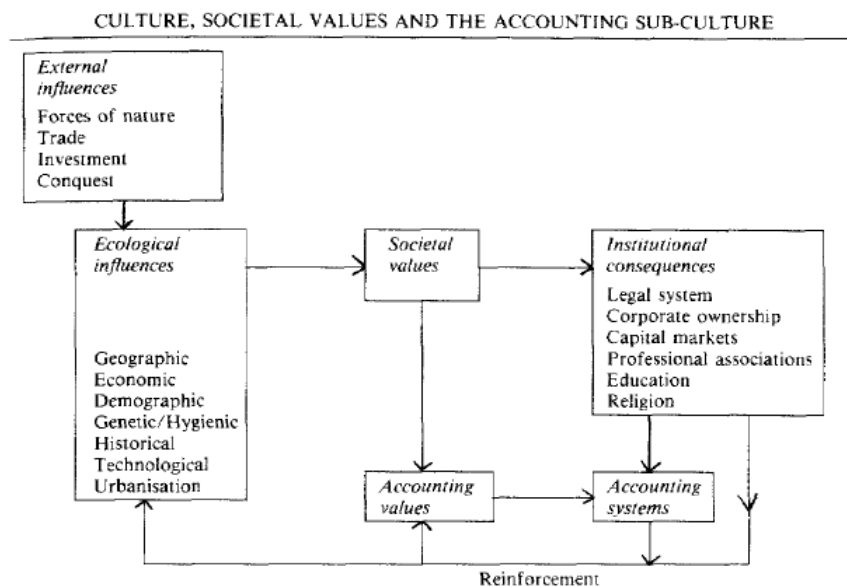 CULTURE, SOCIETAL VALUES AND THE ACCOUNTING SUB-CULTURE
External
influences
Forces of nature
Trade
Investment
Conquest
Ecological
influences
Geographic
Economic
Demographic
Genetic/Hygienic
Historical
Technological
Urbanisation
Societal
values
Institutional
consequences
Legal system
Corporate ownership
Capital markets
Professional associations
Education
Religion
Accounting
values
Accounting
systems
Reinforcement